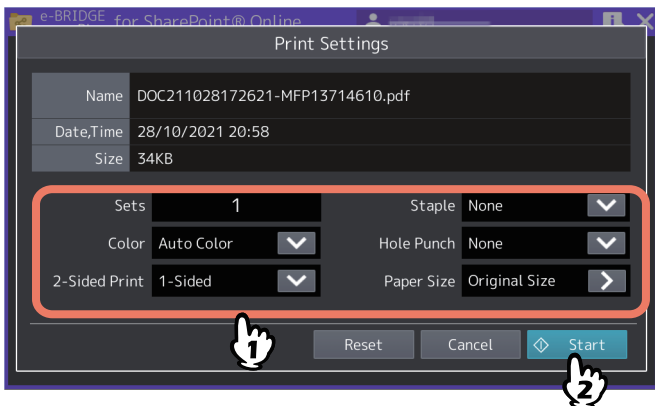 e-BRIDGE for SharePoint® Online
Print Settings
Name DOC211028172621-MFP13714610.pdf
Date,Time 28/10/2021 20:58
Size 34KB
Sets 1 Staple None
Color Auto Color Hole Punch None
2-Sided Print 1-Sided Paper Size Original Size
Reset Cancel Start
1
2